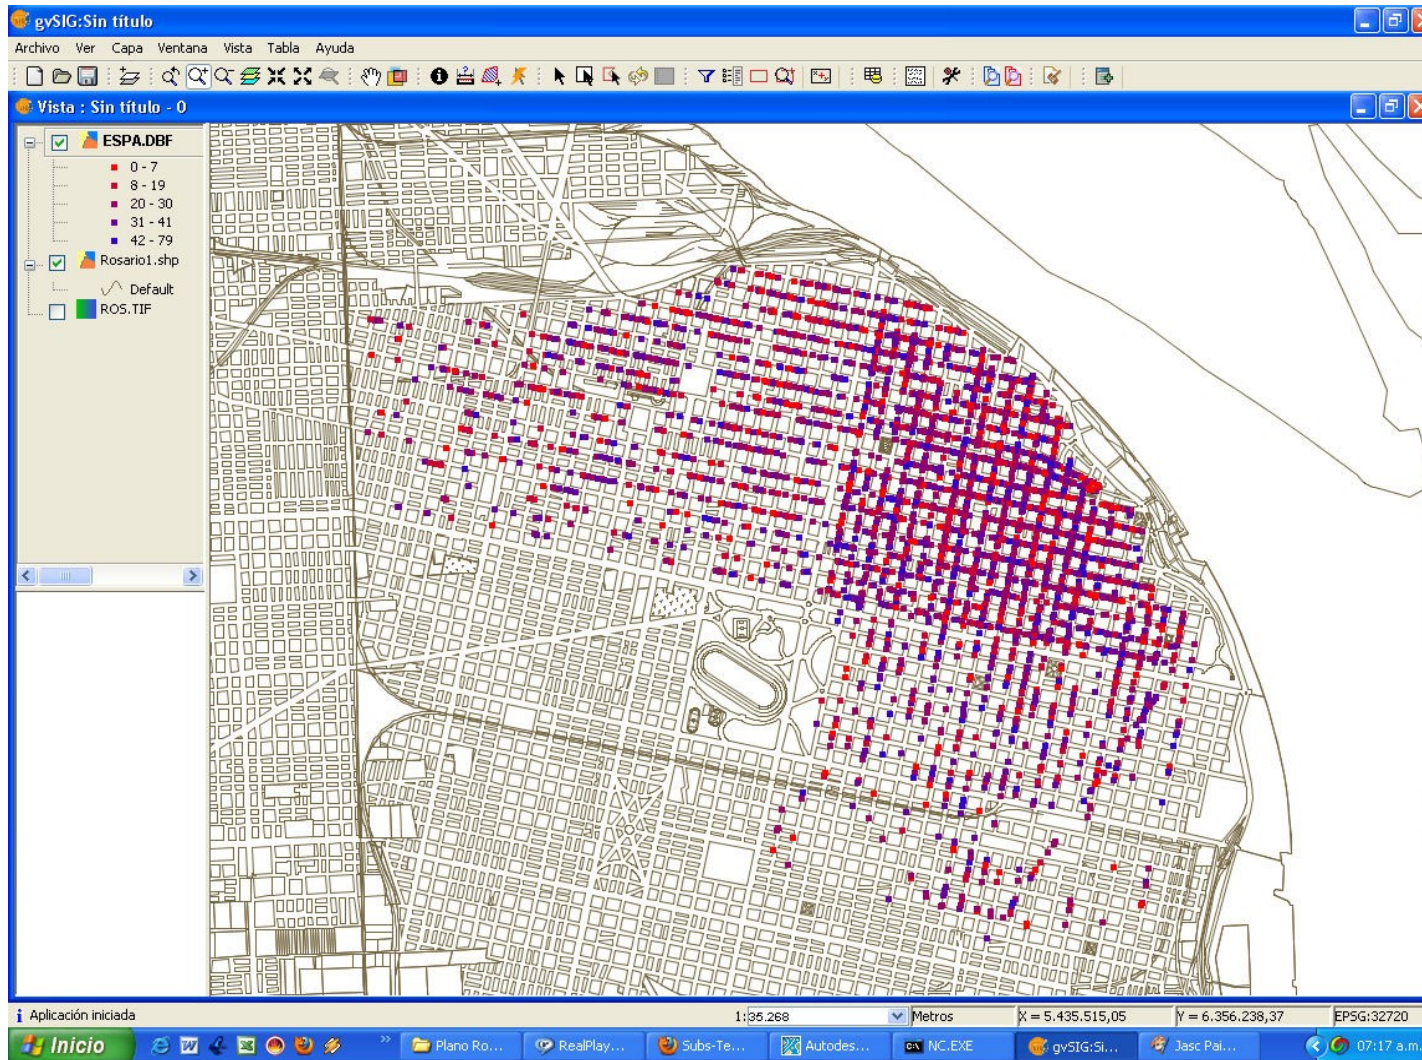 gvSIG:Sin título
Archivo Ver Capa Ventana Vista Tabla Ayuda
Vista : Sin título - 0
ESPA.DBF
0 - 7
8 - 19
20 - 30
31 - 41
42 - 79
Rosario1.shp
Default
ROS.TIF
Aplicación iniciada
1:35.268
Metros
X = 5.435.515,05
Y = 6.356.238,37
EPSG:32720
Inicio
Plano Ro...
RealPlay...
Subs-Te...
Autodes...
NC.EXE
gvSIG:Si...
Jasc Pai...
07:17 a.m.